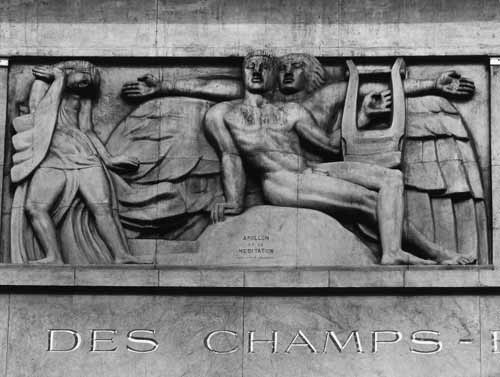 APOLLON
ET LA
MEDITATION
DES CHAMPS-